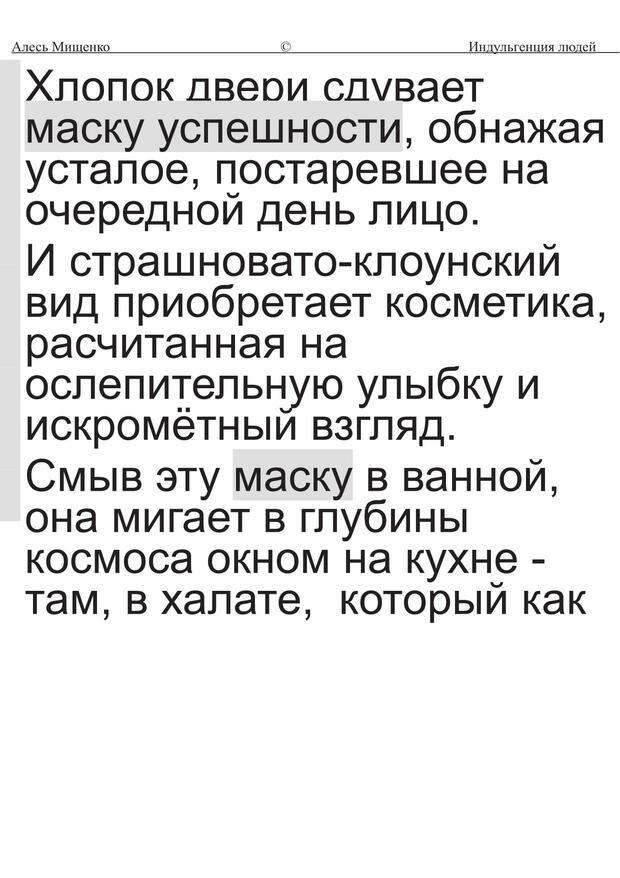 Алесь Мищенко © Индульгенция людей
Хлопок двери сдувает
маску успешности, обнажая
усталое, постаревшее на
очередной день лицо.
И страшновато-клоунский
вид приобретает косметика,
расчитанная на
ослепительную улыбку и
искромётный взгляд.
Смыв эту маску в ванной,
она мигает в глубины
космоса окном на кухне -
там, в халате,  который как